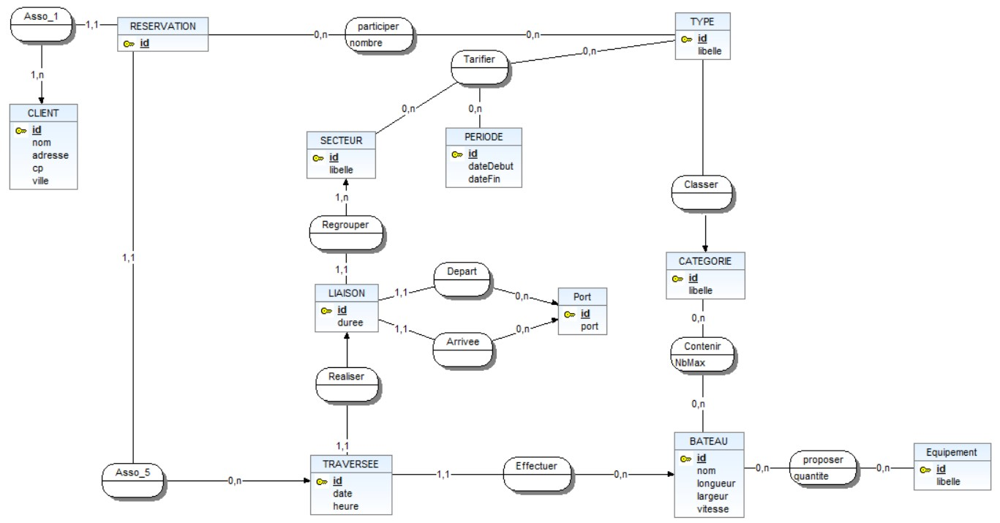 Asso_1
1,1
RESERVATION
id
0,n
participer
nombre
0,n
TYPE
id
libelle
Tarifier
0,n
1,n
CLIENT
id
nom
adresse
cp
ville
0,n
0,n
SECTEUR
id
libelle
PERIODE
id
dateDebut
dateFin
Classer
1,n
Regrouper
1,1
1,1
CATEGORIE
id
libelle
LIAISON
id
duree
1,1
Depart
0,n
Port
id
port
1,1
Arrivee
0,n
0,n
Contenir
NbMax
Realiser
0,n
1,1
TRAVERSEE
id
date
heure
Asso_5
0,n
1,1
Effectuer
0,n
BATEAU
id
nom
longueur
largeur
vitesse
0,n
proposer
quantite
0,n
Equipement
id
libelle